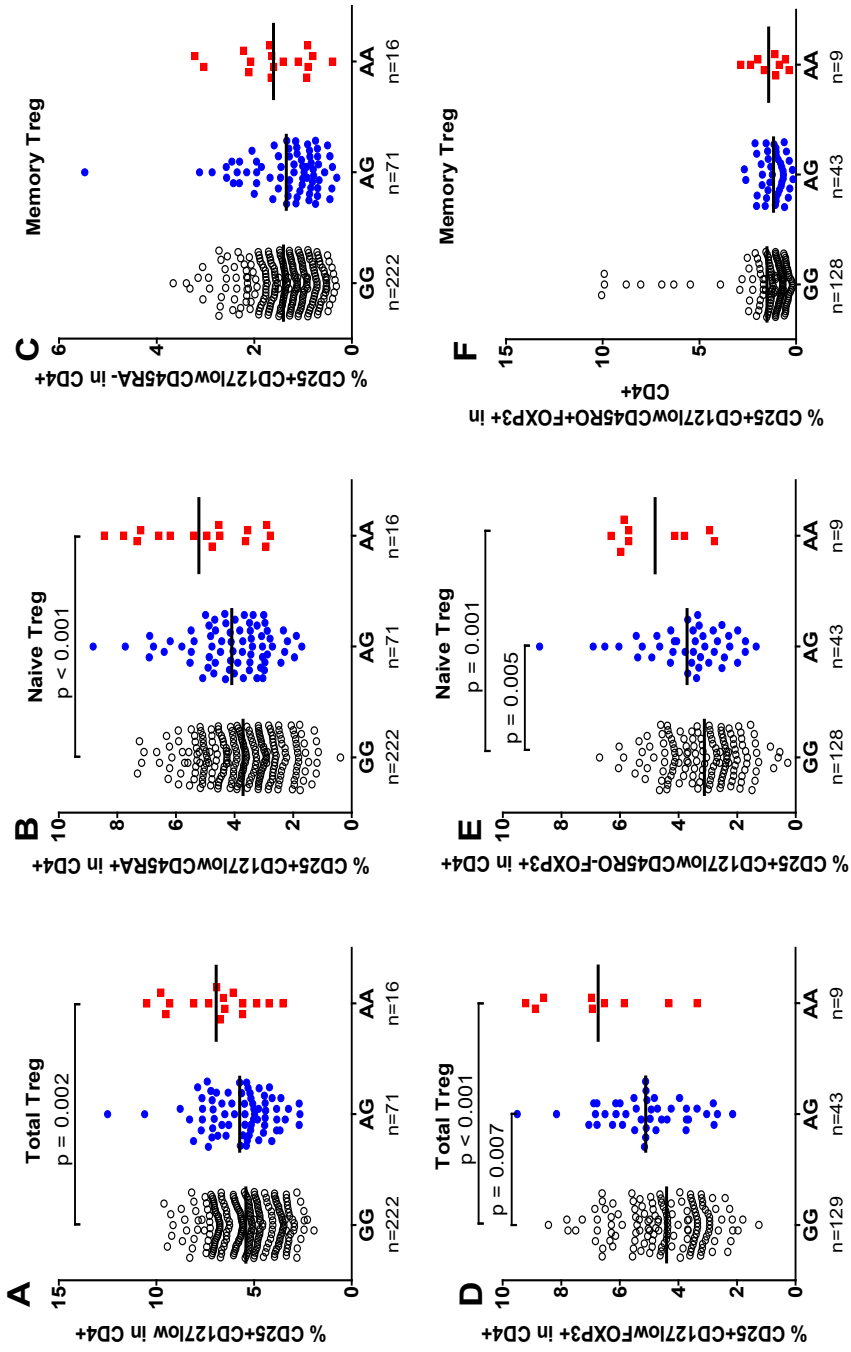 A
Total Treg
p = 0.002
% CD25+CD127low in CD4+
15
10
5
0
GG
AG
AA
n=222
n=71
n=16
B
Naive Treg
p < 0.001
% CD25+CD127lowCD45RA+ in CD4+
10
8
6
4
2
0
GG
AG
AA
n=222
n=71
n=16
C
Memory Treg
% CD25+CD127lowCD45RA- in CD4+
6
4
2
0
GG
AG
AA
n=222
n=71
n=16
D
Total Treg
p < 0.001
p = 0.007
% CD25+CD127lowFOXP3+ in CD4+
10
8
6
4
2
0
GG
AG
AA
n=129
n=43
n=9
E
Naive Treg
p = 0.001
p = 0.005
% CD25+CD127lowCD45RO-FOXP3+ in CD4+
10
8
6
4
2
0
GG
AG
AA
n=128
n=43
n=9
F
Memory Treg
% CD25+CD127lowCD45RO+FOXP3+ in
CD4+
15
10
5
0
GG
AG
AA
n=128
n=43
n=9